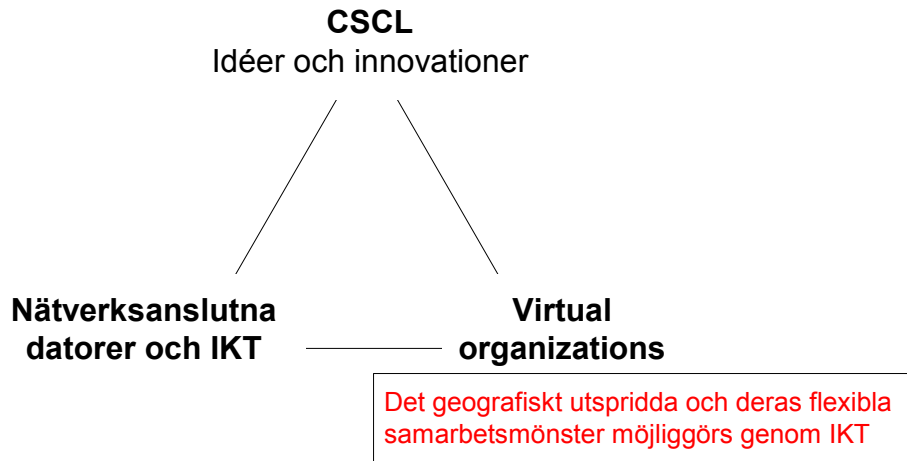 CSCL
Idéer och innovationer
Nätverksanslutna
datorer och IKT
Virtual
organizations
Det geografiskt utspridda och deras flexibla
samarbetsmönster möjliggörs genom IKT